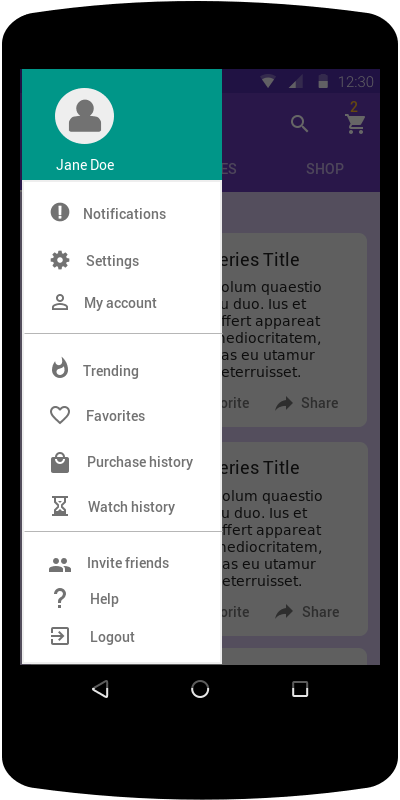 12:30
2
Jane Doe
ES
SHOP
Notifications
Settings
My account
Trending
Favorites
Purchase history
Watch history
Invite friends
Help
Logout
eries Title
olum quaestio
u duo. Ius et
ffert appareat
nediocritatem,
as eu utamur
eterruisset.
orite
Share
eries Title
olum quaestio
u duo. Ius et
ffert appareat
nediocritatem,
as eu utamur
eterruisset.
orite
Share